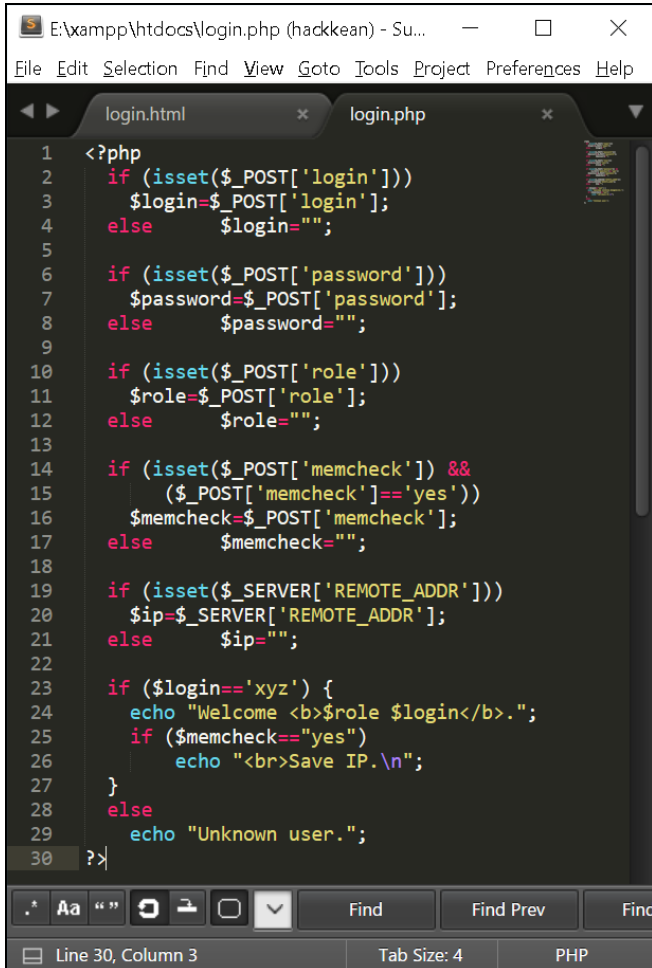 E:\xampp\htdocs\login.php (hackkean) - Su...
File Edit Selection Find View Goto Tools Project Preferences Help
login.html × login.php ×
1 <?php
2   if (isset($_POST['login']))
3     $login=$_POST['login'];
4   else      $login="";
5
6   if (isset($_POST['password']))
7     $password=$_POST['password'];
8   else      $password="";
9
10   if (isset($_POST['role']))
11     $role=$_POST['role'];
12   else      $role="";
13
14   if (isset($_POST['memcheck']) &&
15        ($_POST['memcheck']=='yes'))
16     $memcheck=$_POST['memcheck'];
17   else      $memcheck="";
18
19   if (isset($_SERVER['REMOTE_ADDR']))
20     $ip=$_SERVER['REMOTE_ADDR'];
21   else      $ip="";
22
23   if ($login=='xyz') {
24     echo "Welcome <b>$role $login</b>.";
25     if ($memcheck=="yes")
26         echo "<br>Save IP.\n";
27   }
28   else
29     echo "Unknown user.";
30 ?>
.* Aa “” Find Find Prev Find
Line 30, Column 3 Tab Size: 4 PHP